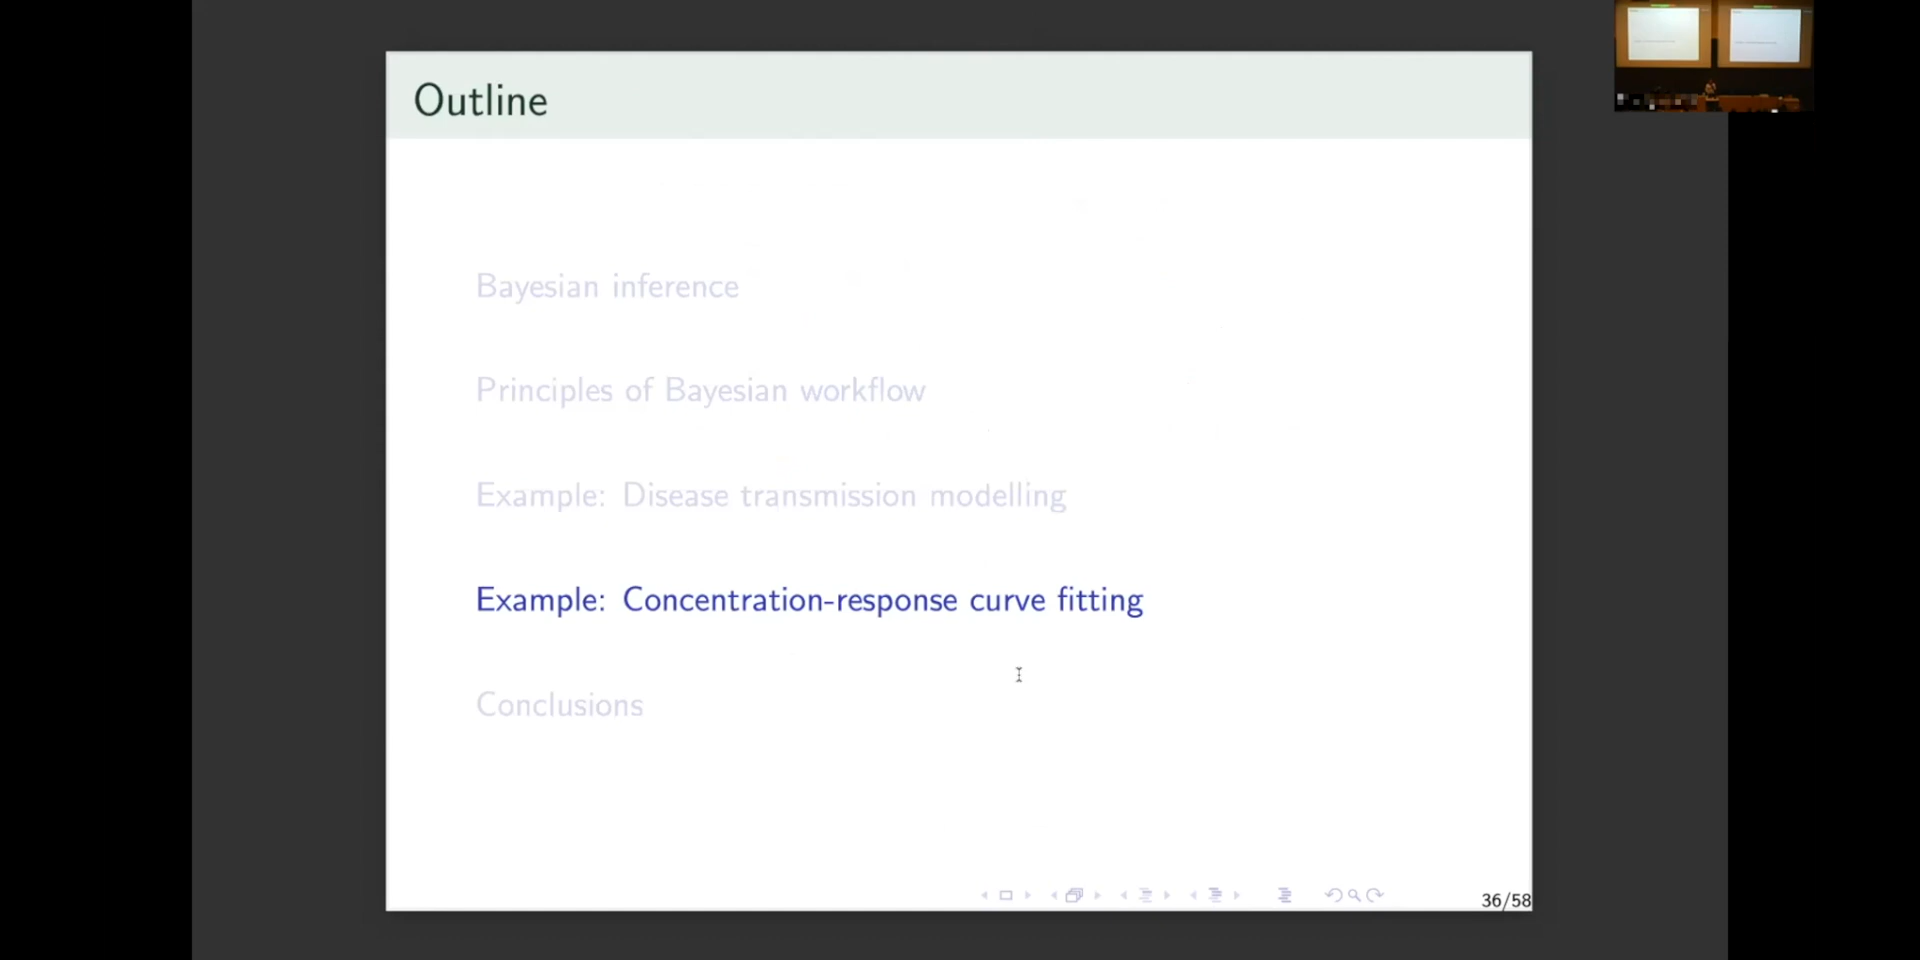 Outline
Bayesian inference
Principles of Bayesian workflow
Example: Disease transmission modelling
Example: Concentration-response curve fitting
Conclusions
36/58